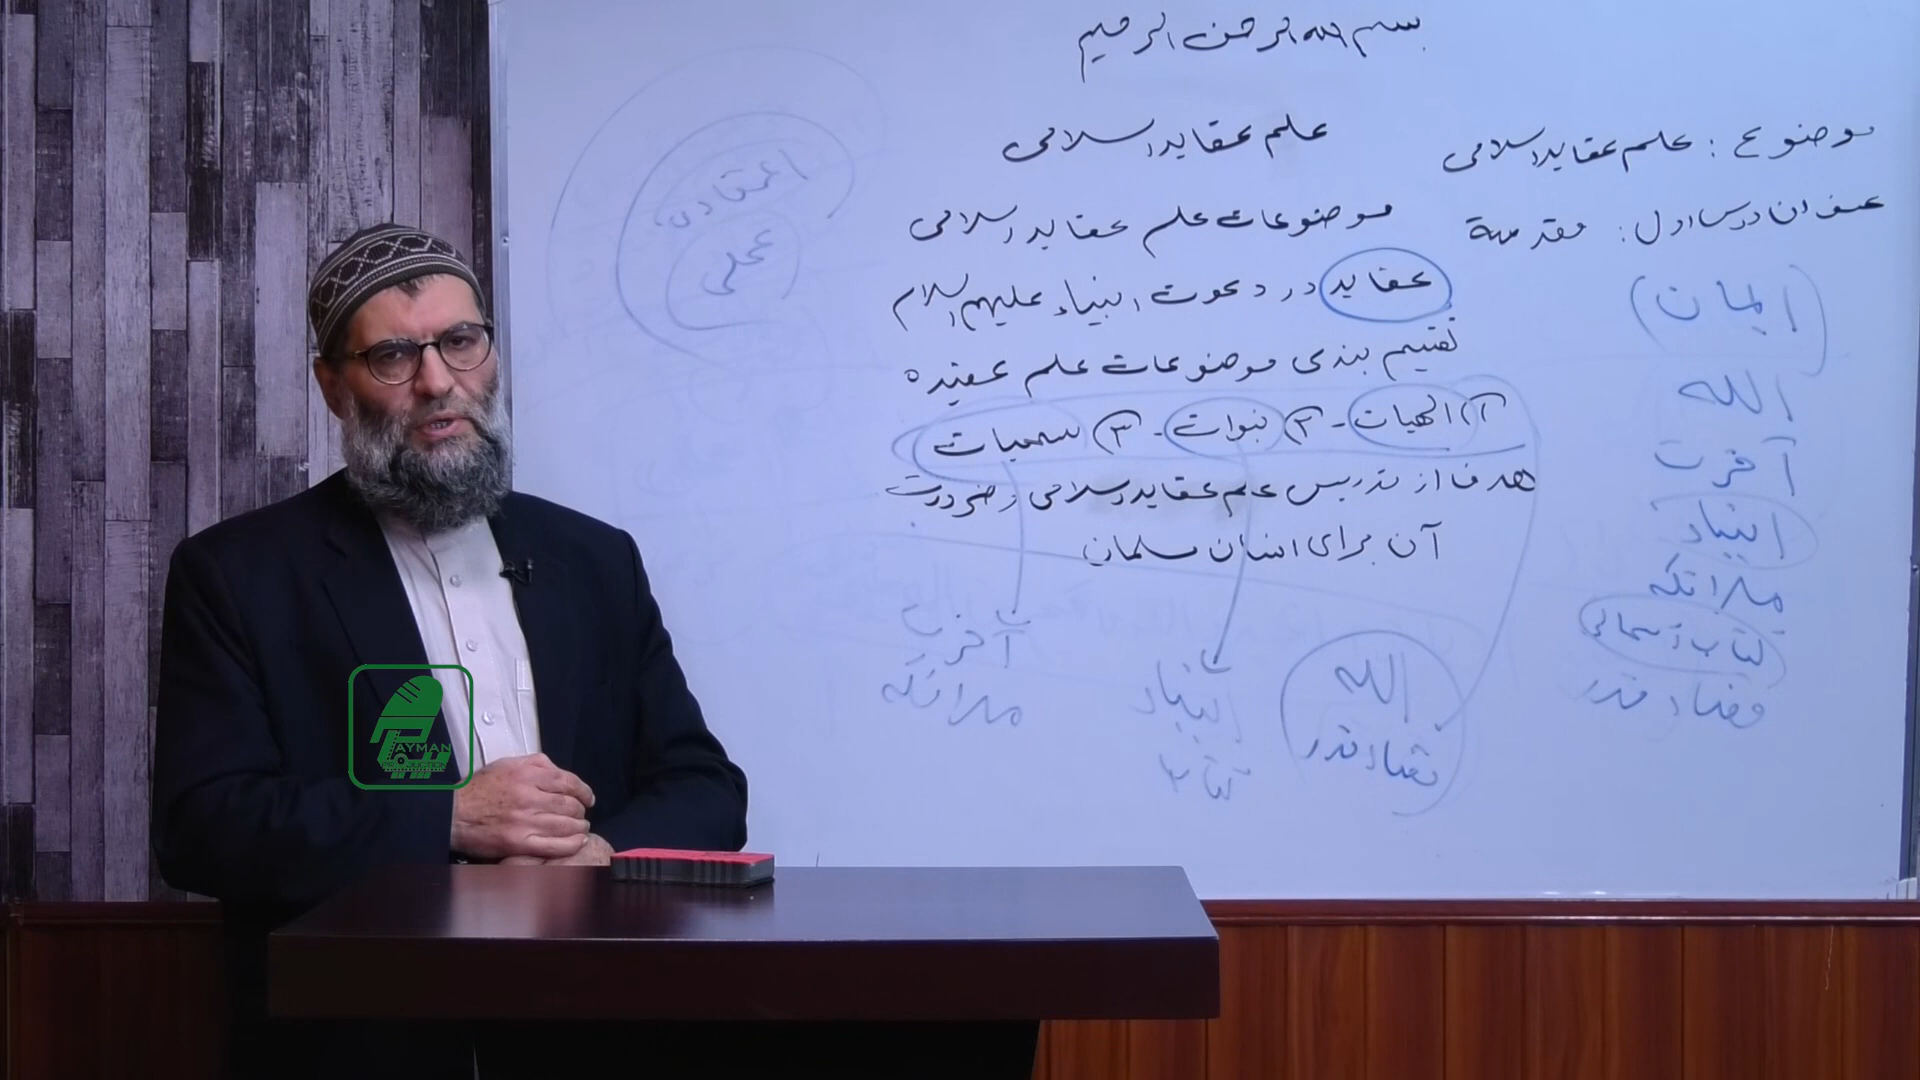 بسم الله الرحمن الرحیم
موضوع : علم عقاید اسلامی
عنوان درس اول : مقدمه
علم عقاید اسلامی
موضوعات علم عقاید اسلامی
عقاید در دعوت انبیاء علیهم السلام
تقسیم بندی موضوعات علم عقیده
۱) الهیات - ۲) نبوات - ۳) سمعیات
هدف از تدریس علم عقاید اسلامی و ضرورت
آن برای انسان مسلمان
(ایمان)
الله
آخرت
انبیاء
ملائکه
کتاب آسمانی
قضاء قدر
الله
قضاء قدر
انبیاء
آخرت
ملائکه
اعتقادی
عملی
PAYMAN